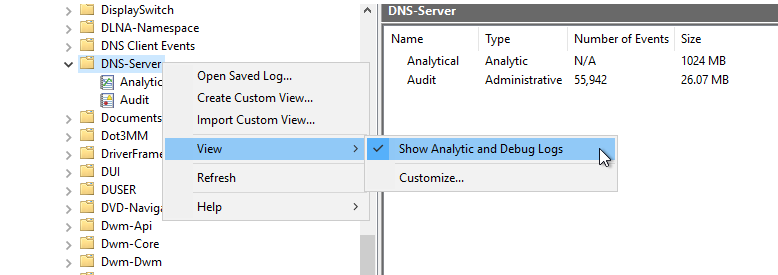 DisplaySwitch
DLNA-Namespace
DNS Client Events
DNS-Server
Analytic
Audit
Documents
Dot3MM
DriverFrame
DUI
DUSER
DVD-Naviga
Dwm-Api
Dwm-Core
Dwm-Dwm
Open Saved Log...
Create Custom View...
Import Custom View...
View
Refresh
Help
Show Analytic and Debug Logs
Customize...
DNS-Server
Name Type Number of Events Size
Analytical Analytic N/A 1024 MB
Audit Administrative 55,942 26.07 MB